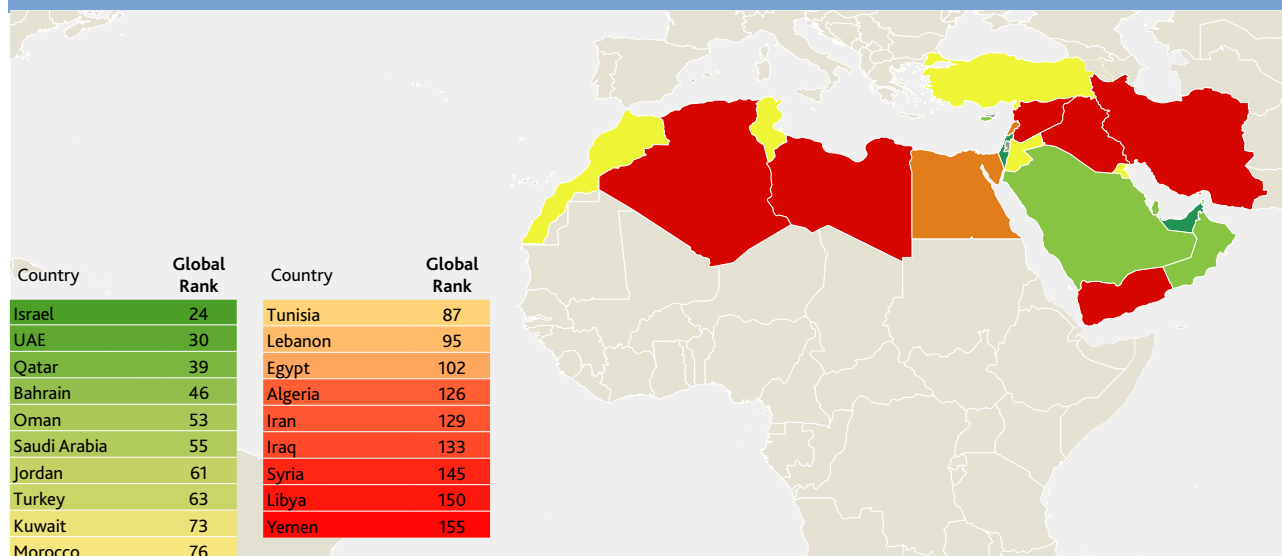 Country Global Rank
Israel 24
UAE 30
Qatar 39
Bahrain 46
Oman 53
Saudi Arabia 55
Jordan 61
Turkey 63
Kuwait 73
Morocco 76
Country Global Rank
Tunisia 87
Lebanon 95
Egypt 102
Algeria 126
Iran 129
Iraq 133
Syria 145
Libya 150
Yemen 155